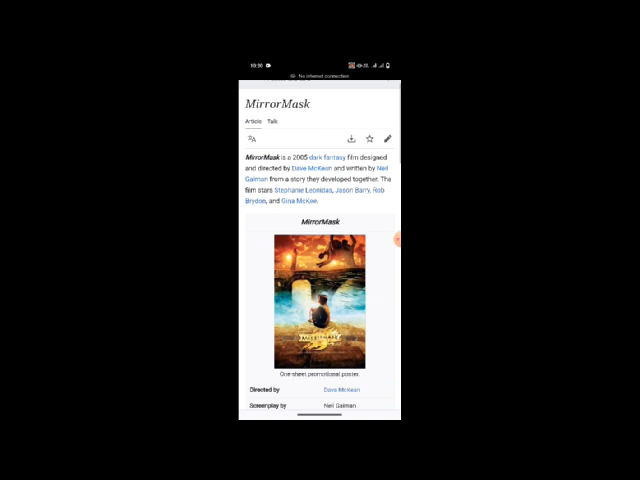 10:30
No internet connection
MirrorMask
Article Talk
MirrorMask is a 2005 dark fantasy film designed
and directed by Dave McKean and written by Neil
Gaiman from a story they developed together. The
film stars Stephanie Leonidas, Jason Barry, Rob
Brydon, and Gina McKee.
MirrorMask
One-sheet promotional poster.
Directed by Dave McKean
Screenplay by Neil Gaiman